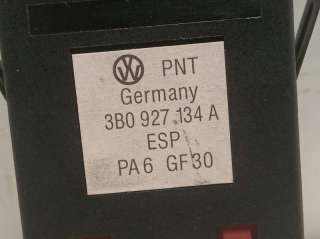 PNT
Germany
3B0 927 134 A
ESP
PA6 GF30